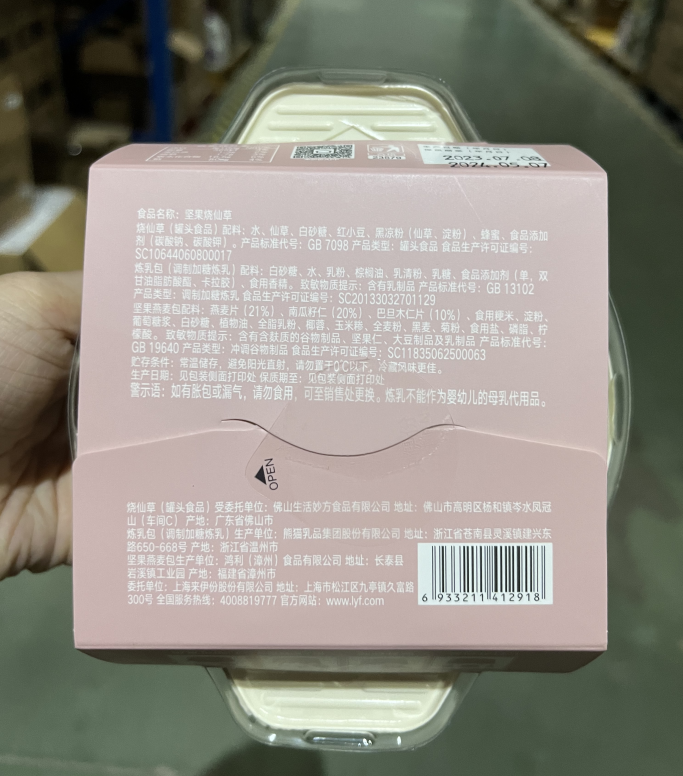 2023.07.08
2024.05.07
食品名称：坚果烧仙草
烧仙草（罐头食品）配料：水、仙草、白砂糖、红小豆、黑凉粉（仙草、淀粉）、蜂蜜、食品添加
剂（碳酸钠、碳酸钾）。产品标准代号：GB 7098 产品类型：罐头食品 食品生产许可证编号：
SC10644060800017
炼乳包（调制加糖炼乳）配料：白砂糖、水、乳粉、棕榈油、乳清粉、乳糖、食品添加剂（单、双
甘油脂肪酸酯、卡拉胶）、食用香精。致敏物质提示：含有乳制品 产品标准代号：GB 13102
产品类型：调制加糖炼乳 食品生产许可证编号：SC20133032701129
坚果燕麦包配料：燕麦片（21%）、南瓜籽仁（20%）、巴旦木仁片（10%）、食用粳米、淀粉、
葡萄糖浆、白砂糖、植物油、全脂乳粉、椰蓉、玉米糁、全麦粉、黑麦、菊粉、食用盐、磷脂、柠
檬酸。致敏物质提示：含有含麸质的谷物制品、坚果仁、大豆制品及乳制品 产品标准代号：
GB 19640 产品类型：冲调谷物制品 食品生产许可证编号：SC11835062500063
贮存条件：常温储存，避免阳光直射，请勿置于0℃以下，冷藏风味更佳。
生产日期：见包装侧面打印处 保质期至：见包装侧面打印处
警示语：如有胀包或漏气，请勿食用，可至销售处更换。炼乳不能作为婴幼儿的母乳代用品。
OPEN
烧仙草（罐头食品）受委托单位：佛山生活妙方食品有限公司 地址：佛山市高明区杨和镇岑水凤冠
山（车间C） 产地：广东省佛山市
炼乳包（调制加糖炼乳）生产单位：熊猫乳品集团股份有限公司 地址：浙江省苍南县灵溪镇建兴东
路650-668号 产地：浙江省温州市
坚果燕麦包生产单位：鸿利（漳州）食品有限公司 地址：长泰县
岩溪镇工业园 产地：福建省漳州市
委托单位：上海来伊份股份有限公司 地址：上海市松江区九亭镇久富路
300号 全国服务热线：4008819777 官方网站：www.lyf.com
6 933211 412918